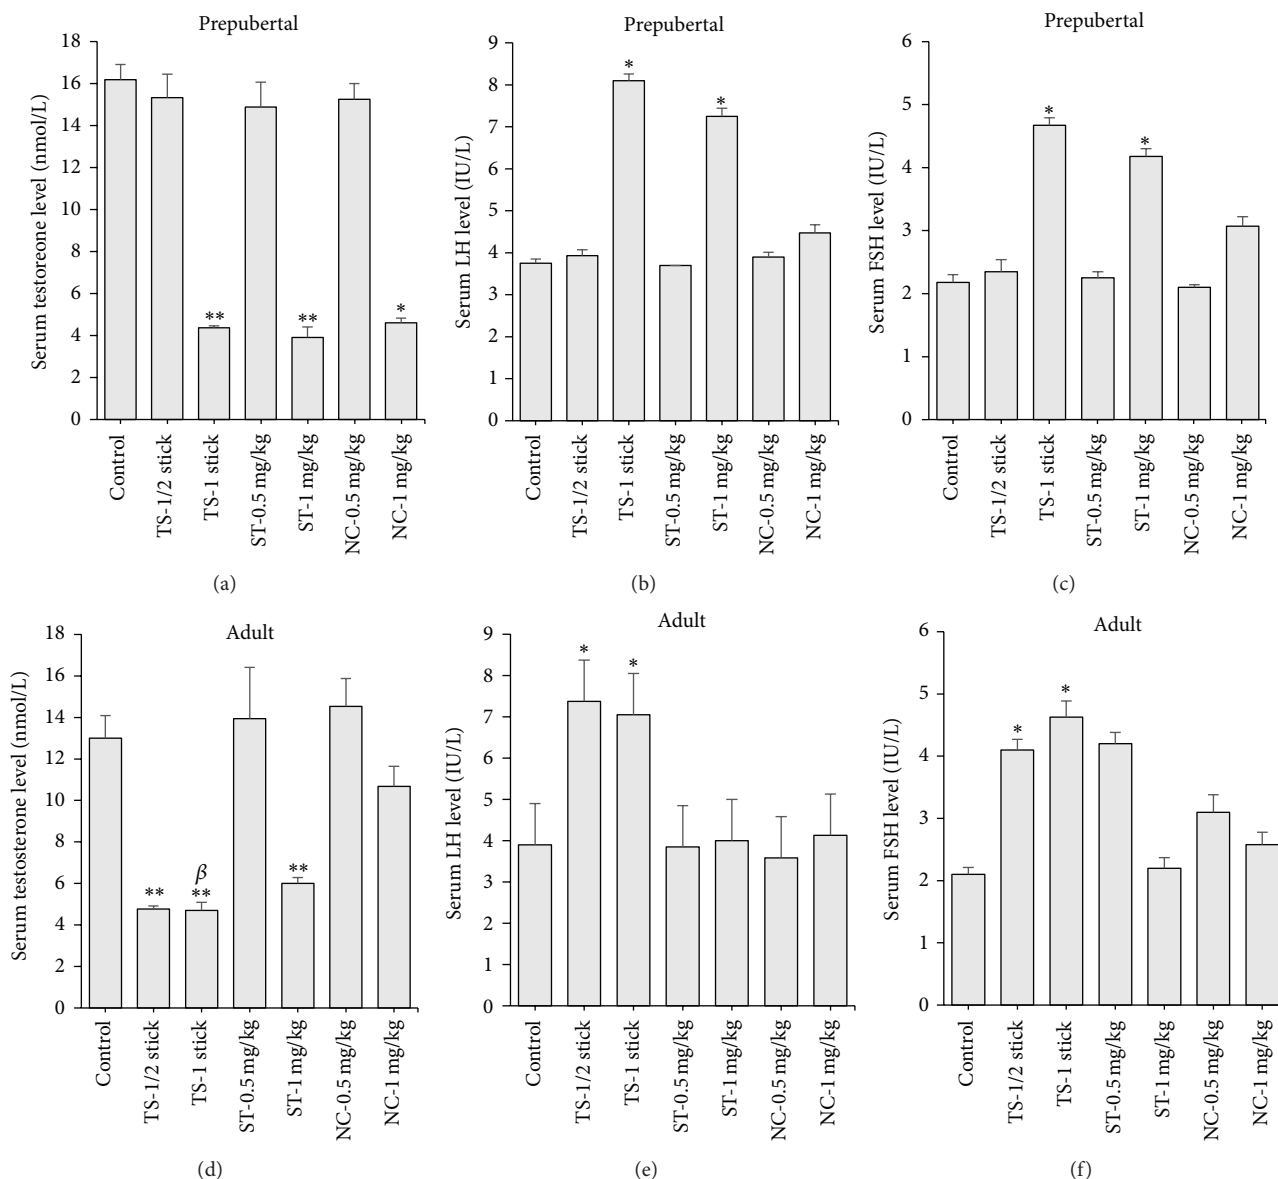 Prepubertal
Serum testoreone level (nmol/L)
18
16
14
12
10
8
6
4
2
0
**
**
*
Control
TS-1/2 stick
TS-1 stick
ST-0.5 mg/kg
ST-1 mg/kg
NC-0.5 mg/kg
NC-1 mg/kg
(a)
Prepubertal
Serum LH level (IU/L)
9
8
7
6
5
4
3
2
1
0
*
*
Control
TS-1/2 stick
TS-1 stick
ST-0.5 mg/kg
ST-1 mg/kg
NC-0.5 mg/kg
NC-1 mg/kg
(b)
Prepubertal
Serum FSH level (IU/L)
6
5
4
3
2
1
0
*
*
Control
TS-1/2 stick
TS-1 stick
ST-0.5 mg/kg
ST-1 mg/kg
NC-0.5 mg/kg
NC-1 mg/kg
(c)
Adult
Serum testosterone level (nmol/L)
18
16
14
12
10
8
6
4
2
0
**
β
**
**
Control
TS-1/2 stick
TS-1 stick
ST-0.5 mg/kg
ST-1 mg/kg
NC-0.5 mg/kg
NC-1 mg/kg
(d)
Adult
Serum LH level (IU/L)
9
8
7
6
5
4
3
2
1
0
*
*
Control
TS-1/2 stick
TS-1 stick
ST-0.5 mg/kg
ST-1 mg/kg
NC-0.5 mg/kg
NC-1 mg/kg
(e)
Adult
Serum FSH level (IU/L)
6
5
4
3
2
1
0
*
*
Control
TS-1/2 stick
TS-1 stick
ST-0.5 mg/kg
ST-1 mg/kg
NC-0.5 mg/kg
NC-1 mg/kg
(f)